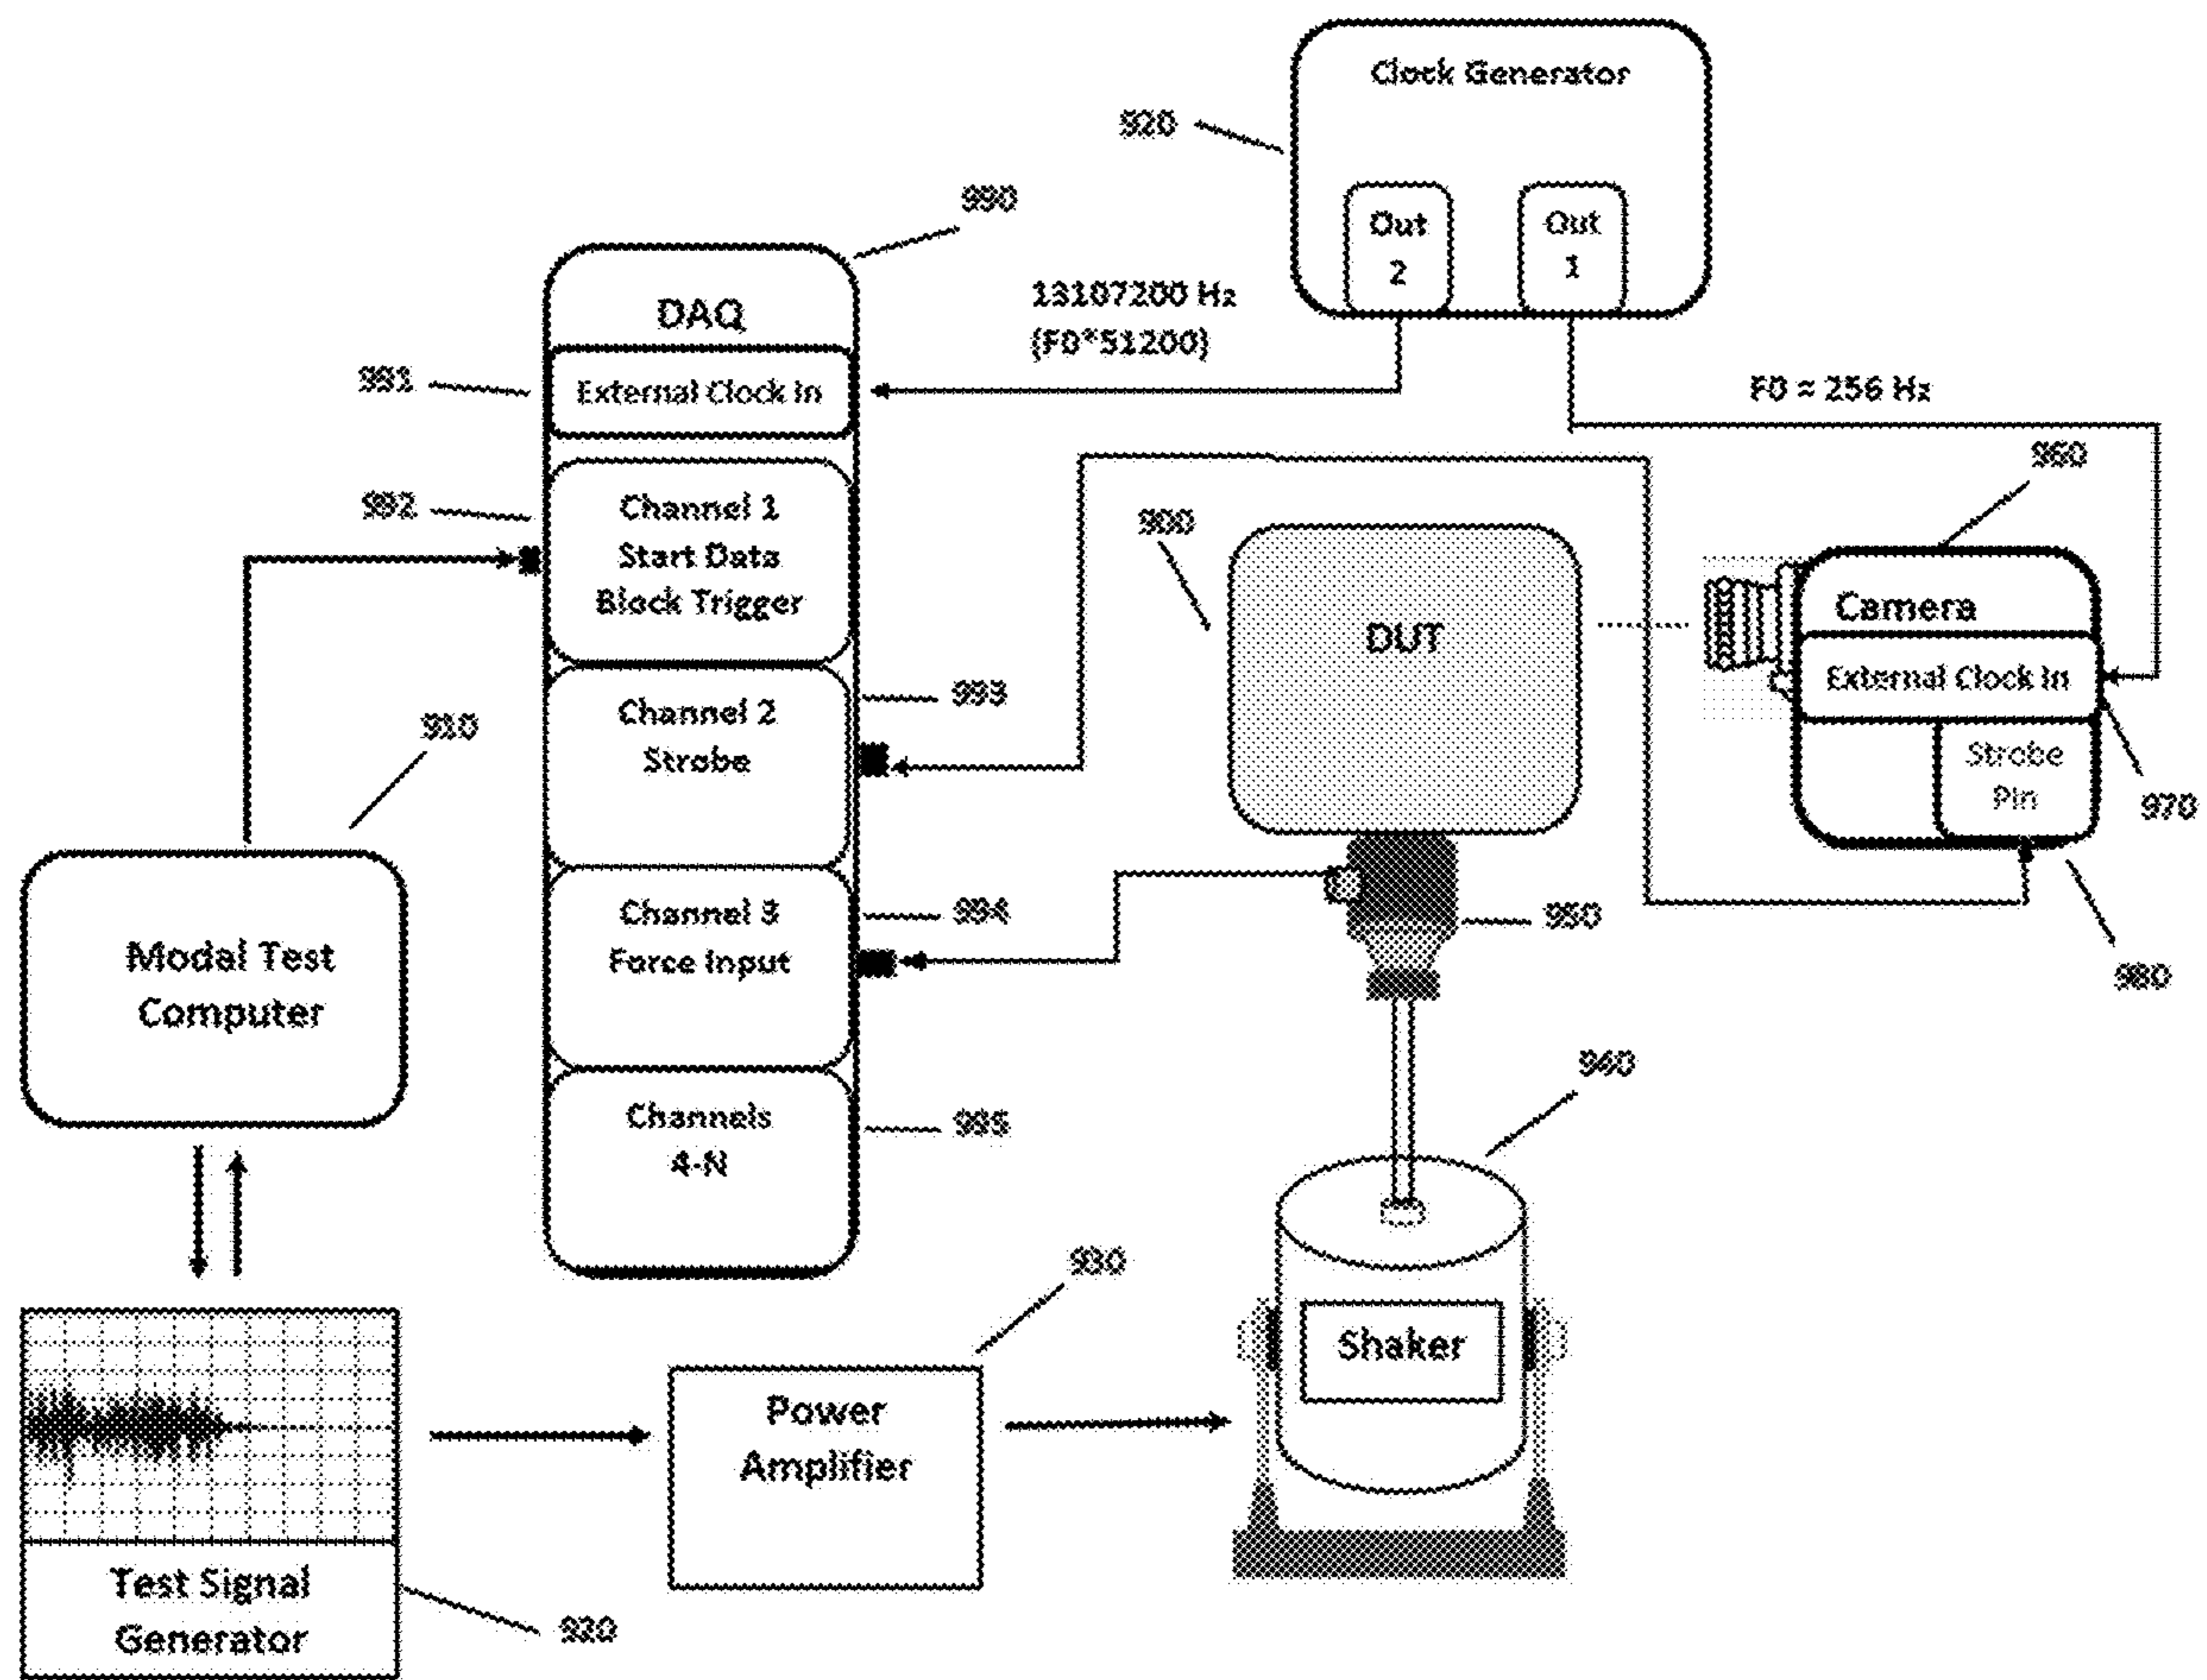 Clock Generator
920
Out
2
Out
1
990
DAQ
13107200 Hz
(F0*51200)
991
External Clock In
F0 = 256 Hz
960
992
Channel 1
Start Data
Block Trigger
900
DUT
Camera
External Clock In
Strobe
Pin
970
980
993
Channel 2
Strobe
910
Modal Test
Computer
994
Channel 3
Force Input
950
940
995
Channels
4-N
930
Shaker
Power
Amplifier
Test Signal
Generator
920